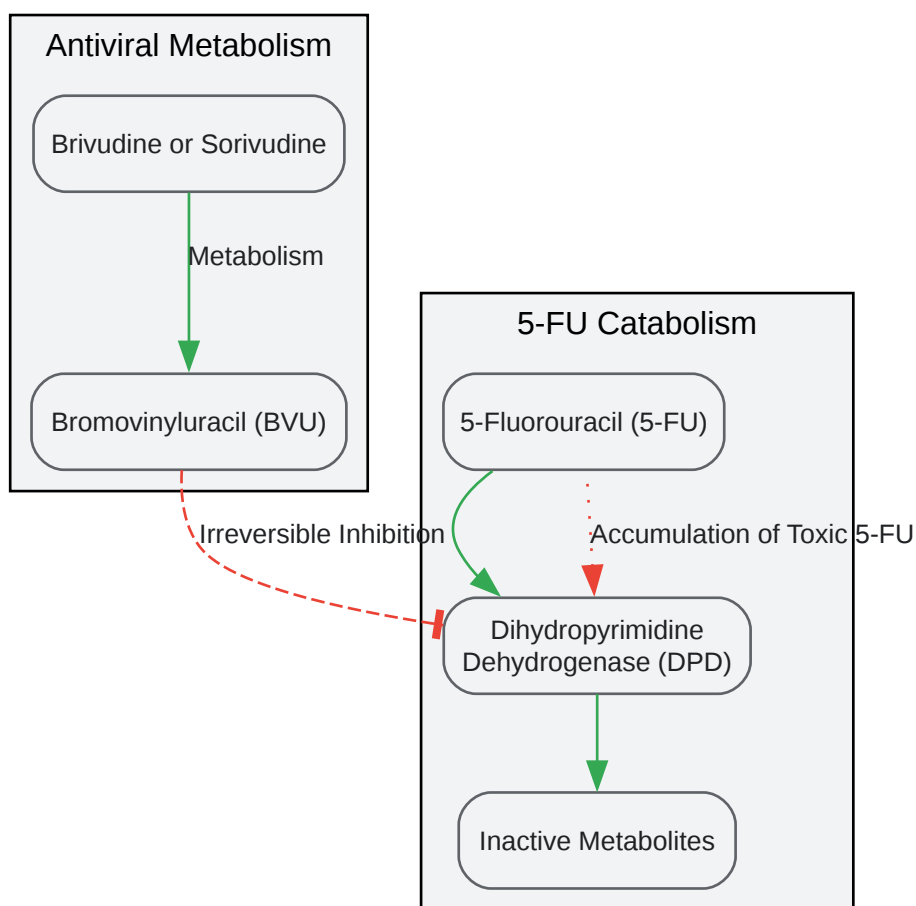 Antiviral Metabolism
Brivudine or Sorivudine
Metabolism
Bromovinyluracil (BVU)
5-FU Catabolism
5-Fluorouracil (5-FU)
Irreversible Inhibition
Accumulation of Toxic 5-FU
Dihydropyrimidine
Dehydrogenase (DPD)
Inactive Metabolites